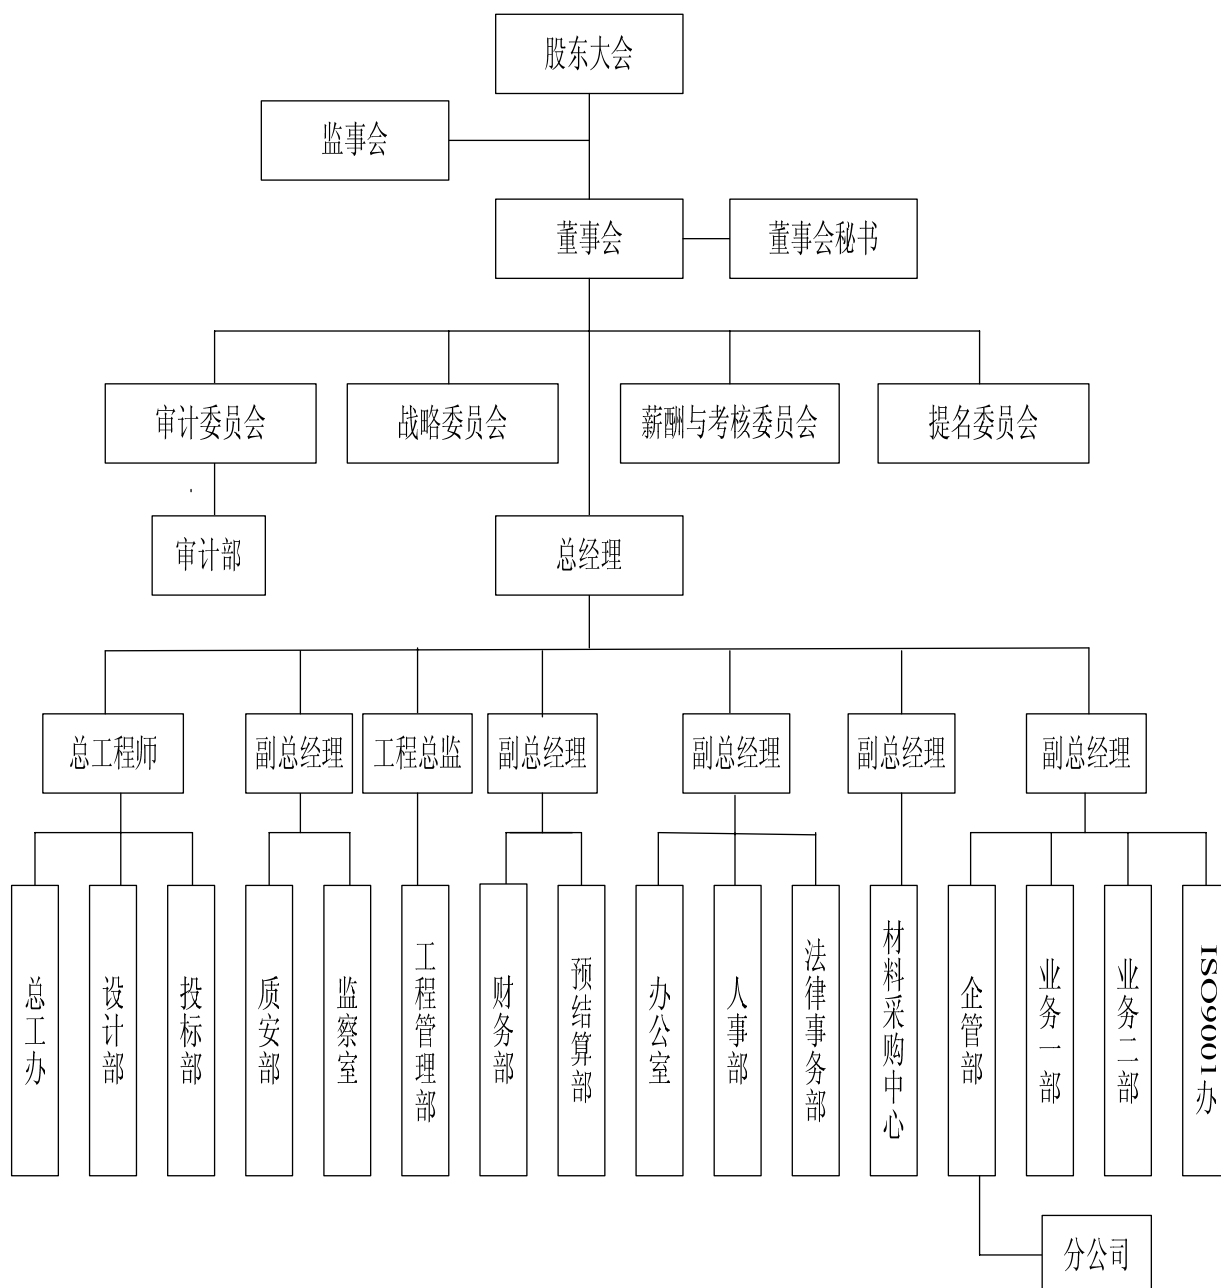 股东大会
监事会
董事会
董事会秘书
审计委员会
战略委员会
薪酬与考核委员会
提名委员会
审计部
总经理
总工程师
副总经理
工程总监
副总经理
副总经理
副总经理
副总经理
总工办
设计部
投标部
质安部
监察室
工程管理部
财务部
预结算部
办公室
人事部
法律事务部
材料采购中心
企管部
业务一部
业务二部
ISO9001办
分公司